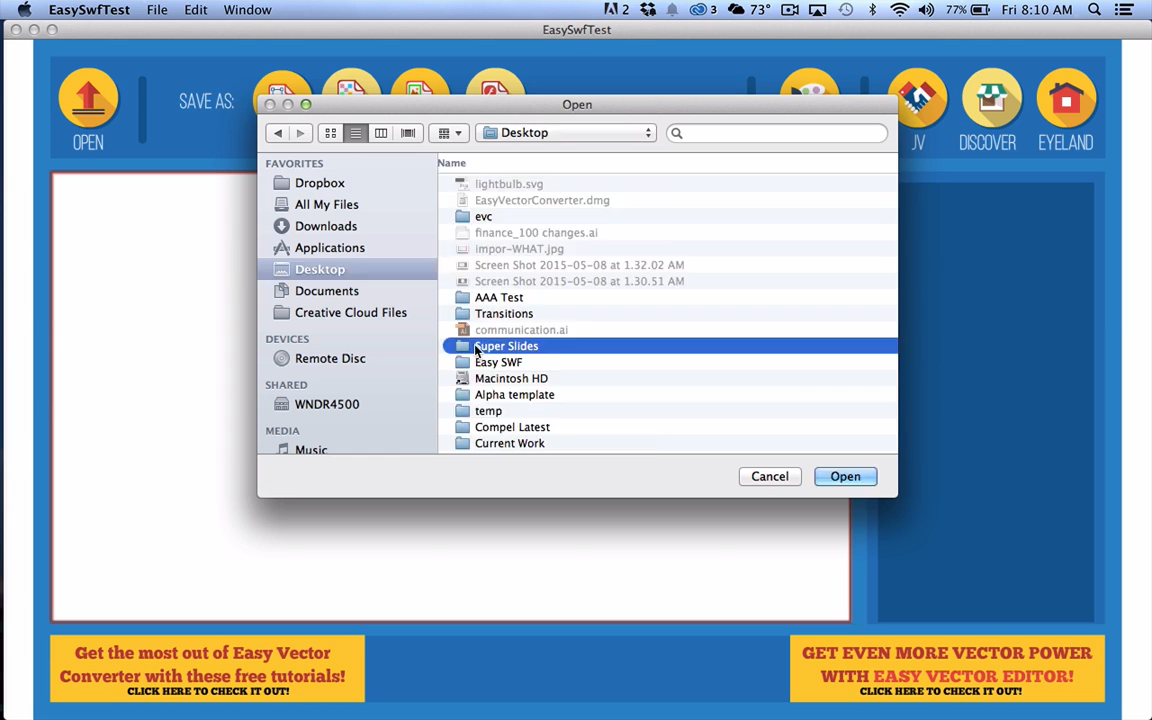 EasySwfTest File Edit Window 2 3 73° 77% Fri 8:10 AM
EasySwfTest
OPEN
SAVE AS:
JV
DISCOVER
EYELAND
Open
Desktop
FAVORITES
Dropbox
All My Files
Downloads
Applications
Desktop
Documents
Creative Cloud Files
DEVICES
Remote Disc
SHARED
WNDR4500
MEDIA
Music
Name
lightbulb.svg
EasyVectorConverter.dmg
evc
finance_100 changes.ai
impor-WHAT.jpg
Screen Shot 2015-05-08 at 1.32.02 AM
Screen Shot 2015-05-08 at 1.30.51 AM
AAA Test
Transitions
communication.ai
Super Slides
Easy SWF
Macintosh HD
Alpha template
temp
Compel Latest
Current Work
Cancel
Open
Get the most out of Easy Vector
Converter with these free tutorials!
CLICK HERE TO CHECK IT OUT!
GET EVEN MORE VECTOR POWER
WITH EASY VECTOR EDITOR!
CLICK HERE TO CHECK IT OUT!